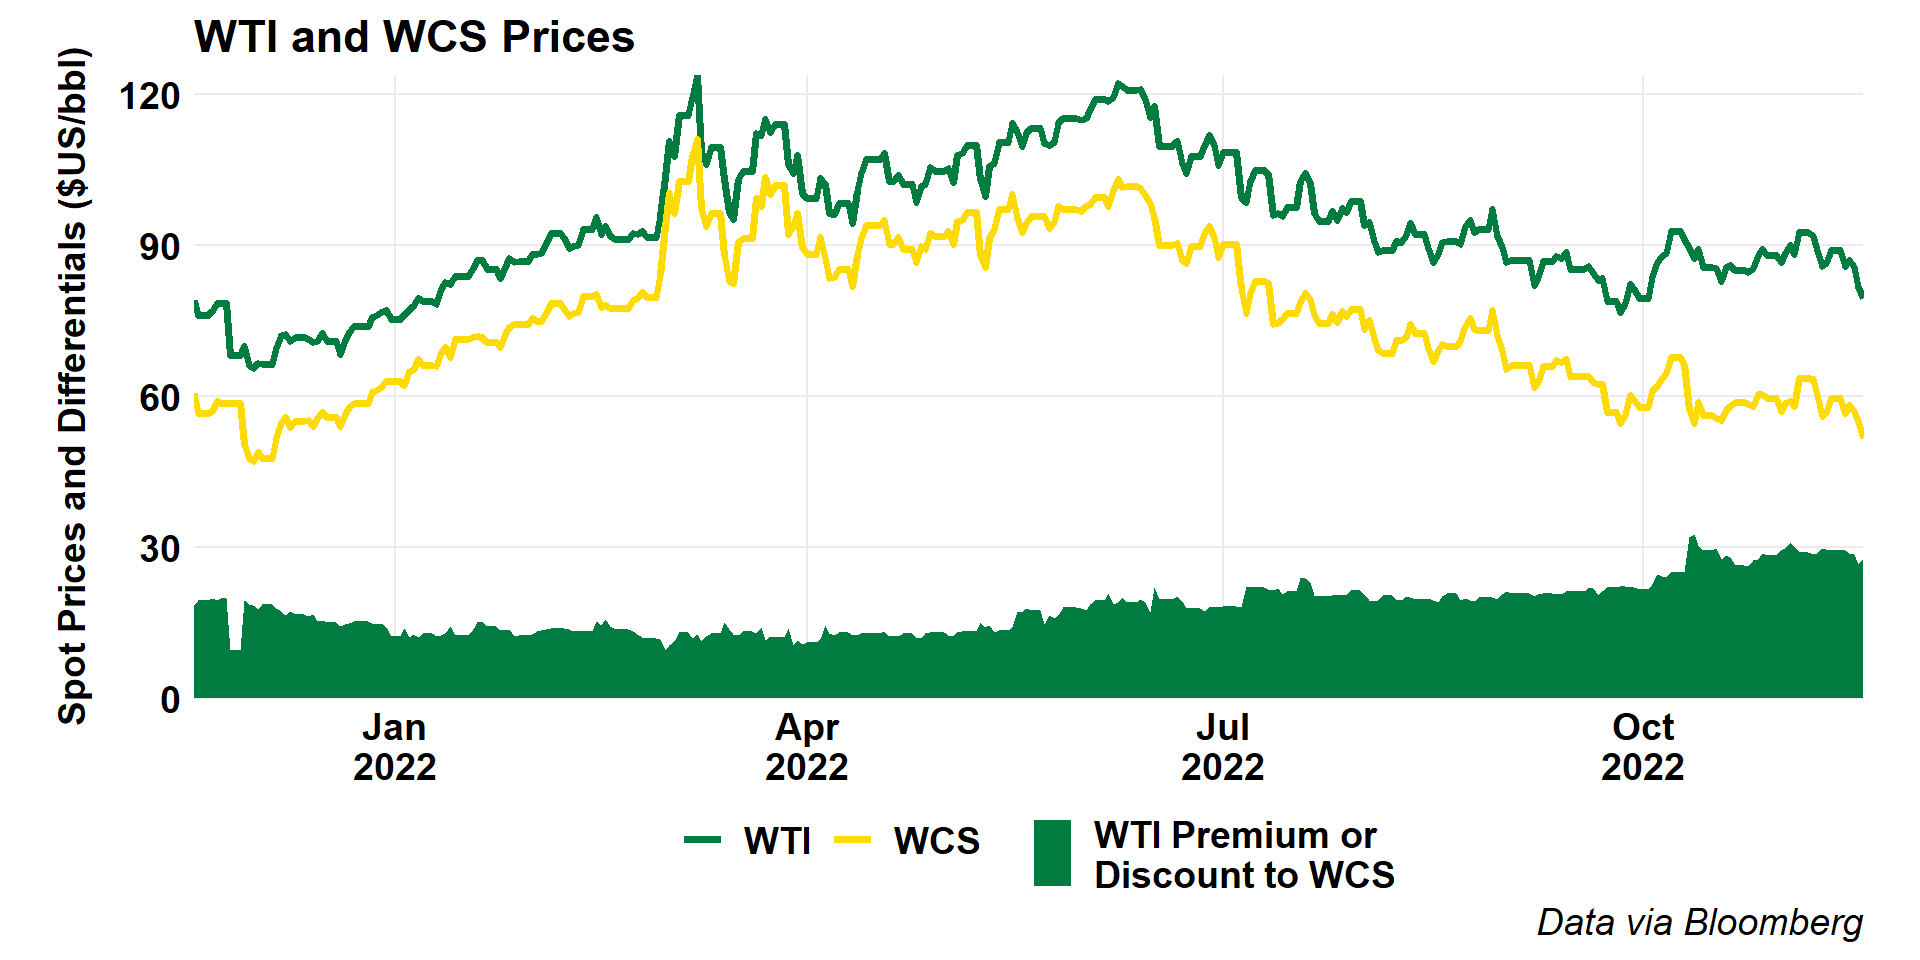 WTI and WCS Prices
Spot Prices and Differentials ($US/bbl)
120
90
60
30
0
Jan
2022
Apr
2022
Jul
2022
Oct
2022
WTI
WCS
WTI Premium or
Discount to WCS
Data via Bloomberg